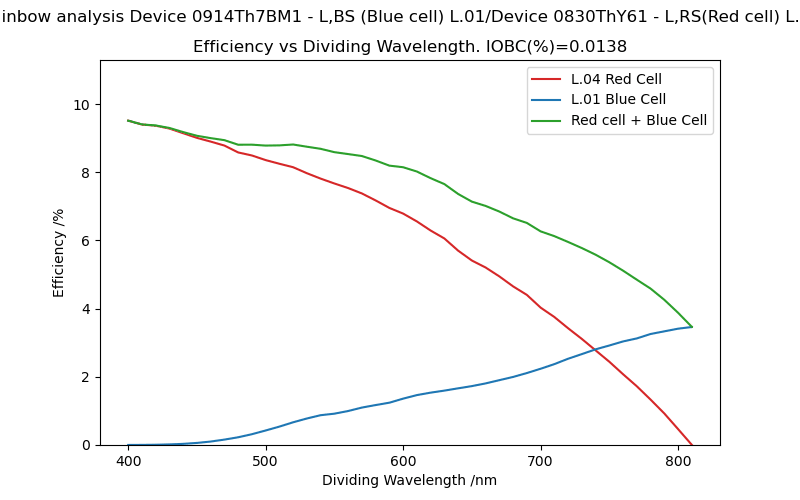 inbow analysis Device 0914Th7BM1 - L,BS (Blue cell) L.01/Device 0830ThY61 - L,RS(Red cell) L.
Efficiency vs Dividing Wavelength. IOBC(%)=0.0138
L.04 Red Cell
L.01 Blue Cell
Red cell + Blue Cell
Efficiency /%
10
8
6
4
2
0
400 500 600 700 800
Dividing Wavelength /nm